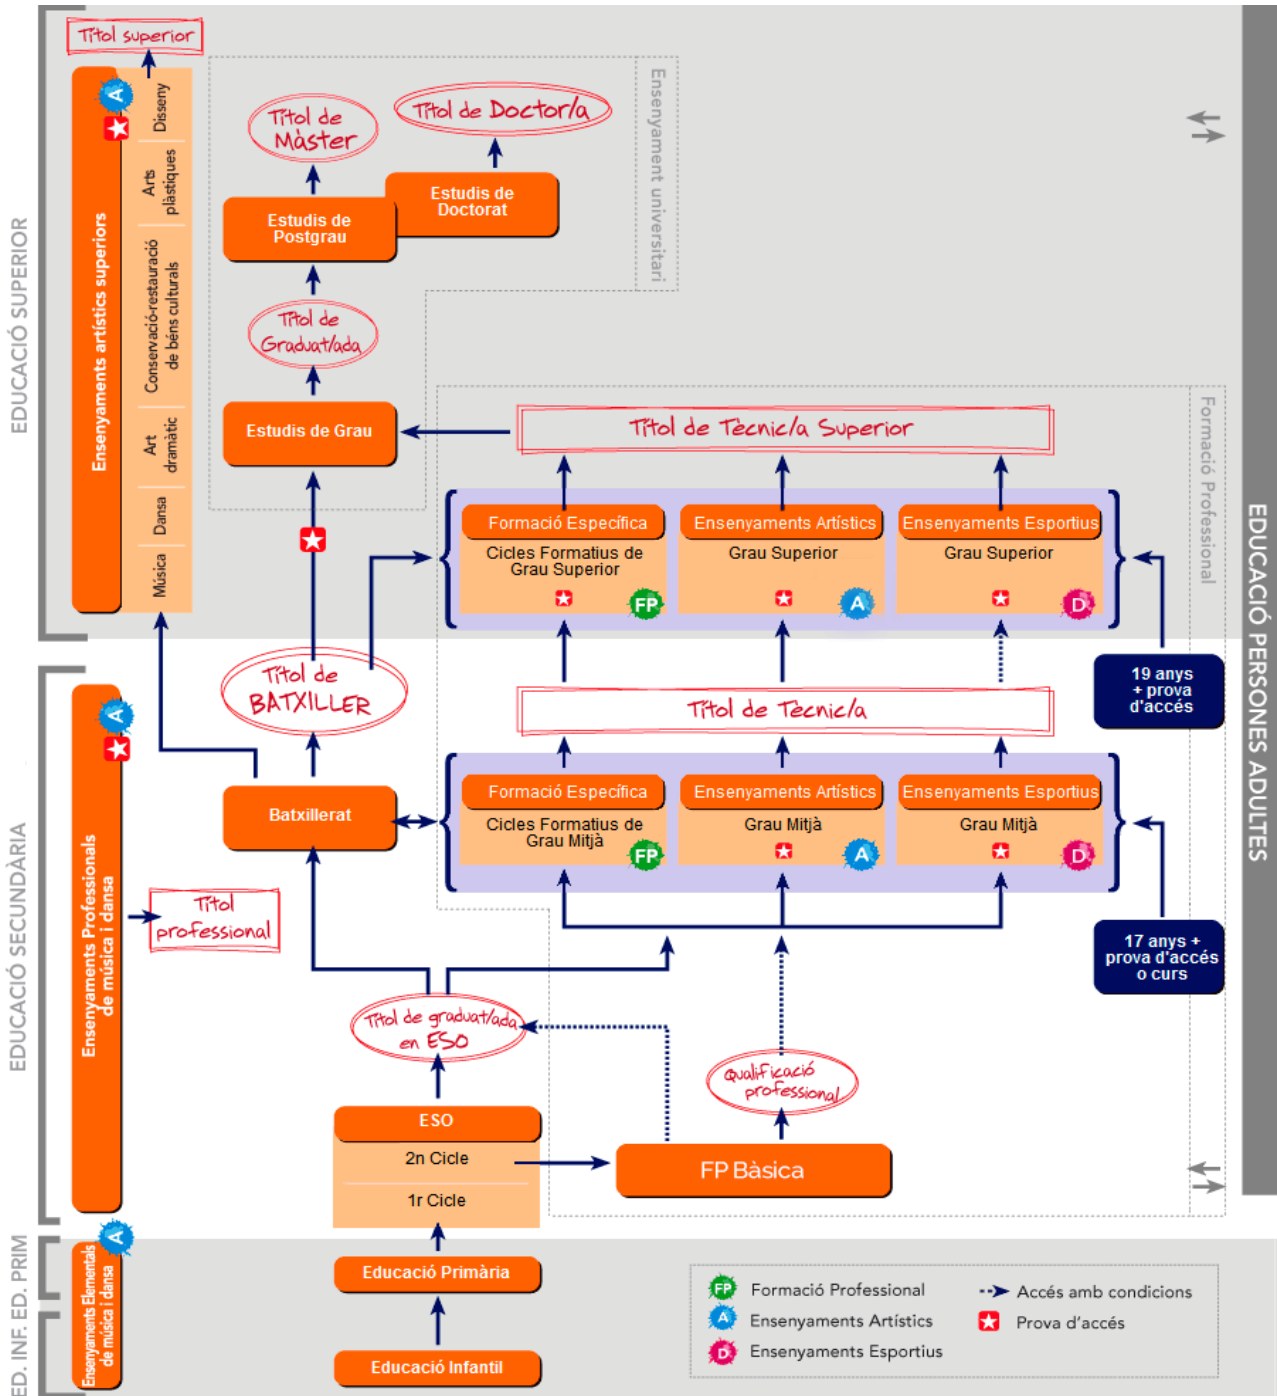 EDUCACIÓ SUPERIOR
Títol superior
Ensenyaments artístics superiors
A
Disseny
Arts
plàstiques
Conservació-restauració
de béns culturals
Art
dramàtic
Dansa
Música
Ensenyament universitari
Títol de
Màster
Títol de Doctor/a
Estudis de
Doctorat
Estudis de
Postgrau
Títol de
Graduat/ada
Estudis de Grau
Formació Professional
Títol de Tècnic/a Superior
Formació Específica
Cicles Formatius de
Grau Superior
FP
Ensenyaments Artístics
Grau Superior
A
Ensenyaments Esportius
Grau Superior
D
19 anys
+ prova
d'accés
EDUCACIÓ PERSONES ADULTES
EDUCACIÓ SECUNDÀRIA
Ensenyaments Professionals
de música i dansa
A
Títol
professional
Títol de
BATXILLER
Batxillerat
Títol de Tècnic/a
Formació Específica
Cicles Formatius de
Grau Mitjà
FP
Ensenyaments Artístics
Grau Mitjà
A
Ensenyaments Esportius
Grau Mitjà
D
17 anys +
prova d'accés
o curs
Títol de graduat/ada
en ESO
Qualificació
professional
ESO
2n Cicle
1r Cicle
FP Bàsica
ED. INF. ED. PRIM
Ensenyaments Elementals
de música i dansa
A
Educació Primària
Educació Infantil
FP Formació Professional
A Ensenyaments Artístics
D Ensenyaments Esportius
Accés amb condicions
Prova d'accés